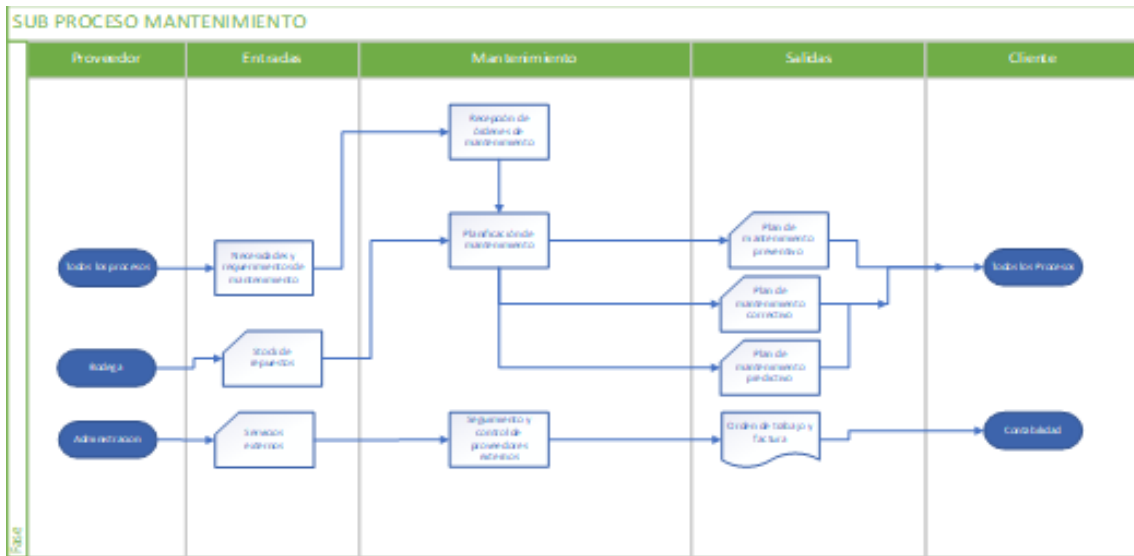 SUB PROCESO MANTENIMIENTO
Proveedor
Entradas
Mantenimiento
Salidas
Cliente
Recepción de
órdenes de
mantenimiento
Planificación de
mantenimiento
Plan de
mantenimiento
preventivo
Todos los procesos
Necesidades y
requerimientos de
mantenimiento
Todos los Procesos
Plan de
mantenimiento
correctivo
Bodega
Stock de
repuestos
Plan de
mantenimiento
predictivo
Administracion
Servicios
externos
Seguimiento y
control de
proveedores
externos
Orden de trabajo y
factura
Contabilidad
Fase